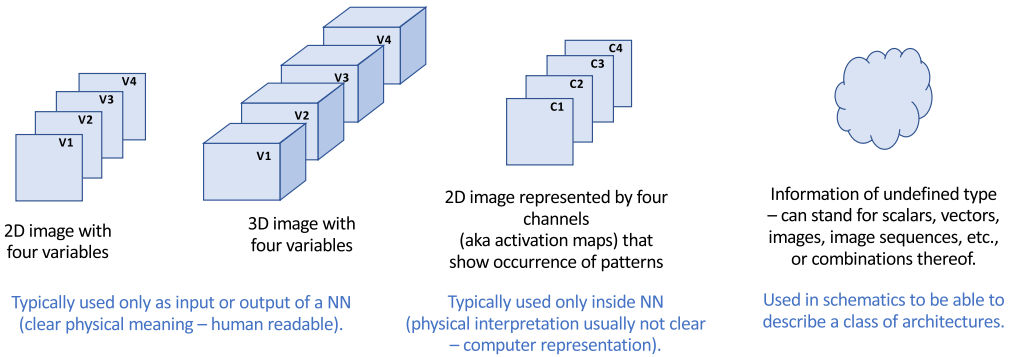 V4
V3
V2
V1
2D image with
four variables
V4
V3
V2
V1
3D image with
four variables
Typically used only as input or output of a NN
(clear physical meaning – human readable).
C4
C3
C2
C1
2D image represented by four
channels
(aka activation maps) that
show occurrence of patterns
Typically used only inside NN
(physical interpretation usually not clear
– computer representation).
Information of undefined type
– can stand for scalars, vectors,
images, image sequences, etc.,
or combinations thereof.
Used in schematics to be able to
describe a class of architectures.